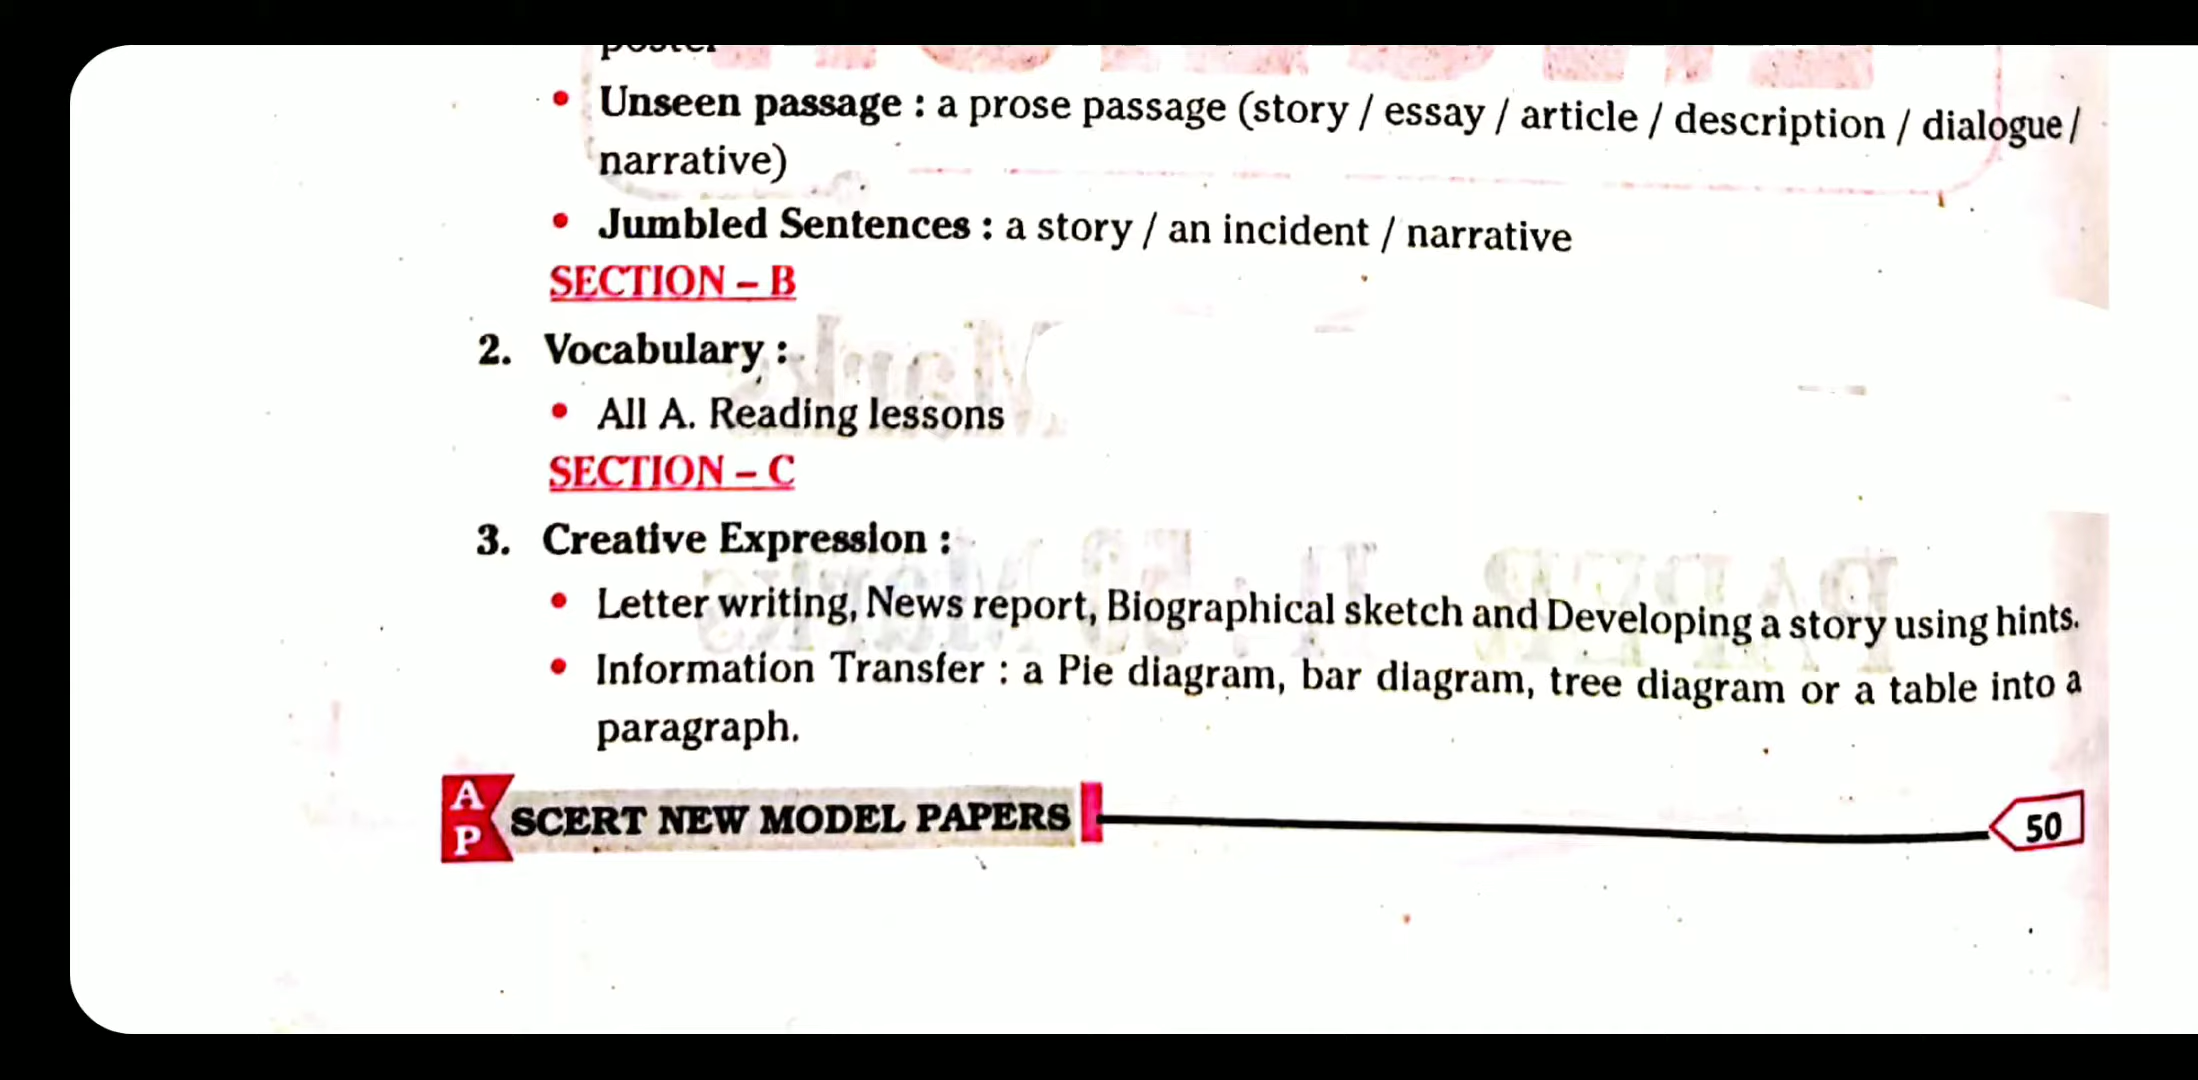 poster
• Unseen passage : a prose passage (story / essay / article / description / dialogue /
narrative)
• Jumbled Sentences : a story / an incident / narrative
SECTION – B
2. Vocabulary :
• All A. Reading lessons
SECTION – C
3. Creative Expression :
• Letter writing, News report, Biographical sketch and Developing a story using hints.
• Information Transfer : a Pie diagram, bar diagram, tree diagram or a table into a
paragraph.
AP SCERT NEW MODEL PAPERS 50